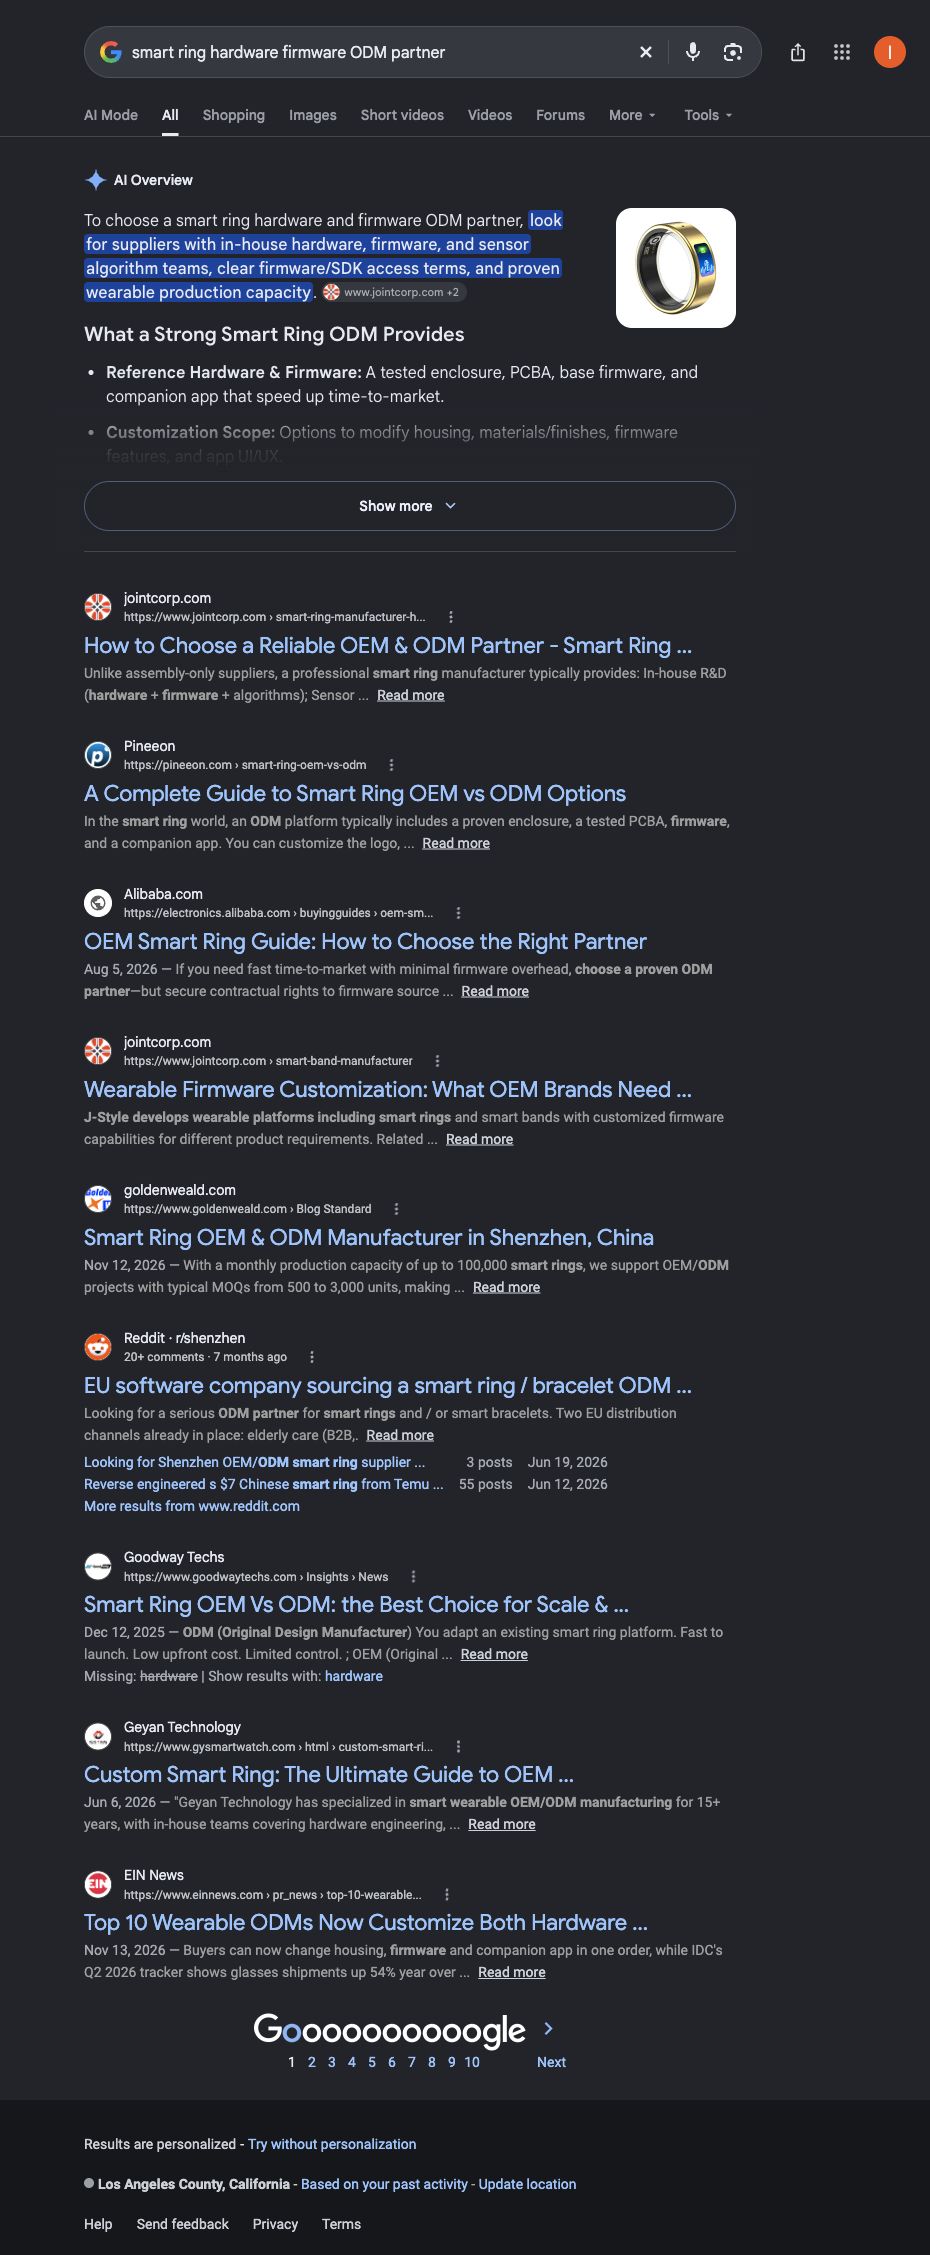 smart ring hardware firmware ODM partner
I
AI Mode All Shopping Images Short videos Videos Forums More Tools
AI Overview
To choose a smart ring hardware and firmware ODM partner, look
for suppliers with in-house hardware, firmware, and sensor
algorithm teams, clear firmware/SDK access terms, and proven
wearable production capacity. www.jointcorp.com +2
What a Strong Smart Ring ODM Provides
• Reference Hardware & Firmware: A tested enclosure, PCBA, base firmware, and
companion app that speed up time-to-market.
• Customization Scope: Options to modify housing, materials/finishes, firmware
features, and app UI/UX.
Show more
jointcorp.com
https://www.jointcorp.com › smart-ring-manufacturer-h...
How to Choose a Reliable OEM & ODM Partner - Smart Ring ...
Unlike assembly-only suppliers, a professional smart ring manufacturer typically provides: In-house R&D
(hardware + firmware + algorithms); Sensor ... Read more
Pineeon
https://pineeon.com › smart-ring-oem-vs-odm
A Complete Guide to Smart Ring OEM vs ODM Options
In the smart ring world, an ODM platform typically includes a proven enclosure, a tested PCBA, firmware,
and a companion app. You can customize the logo, ... Read more
Alibaba.com
https://electronics.alibaba.com › buyingguides › oem-sm...
OEM Smart Ring Guide: How to Choose the Right Partner
Aug 5, 2026 — If you need fast time-to-market with minimal firmware overhead, choose a proven ODM
partner—but secure contractual rights to firmware source ... Read more
jointcorp.com
https://www.jointcorp.com › smart-band-manufacturer
Wearable Firmware Customization: What OEM Brands Need ...
J-Style develops wearable platforms including smart rings and smart bands with customized firmware
capabilities for different product requirements. Related ... Read more
goldenweald.com
https://www.goldenweald.com › Blog Standard
Smart Ring OEM & ODM Manufacturer in Shenzhen, China
Nov 12, 2026 — With a monthly production capacity of up to 100,000 smart rings, we support OEM/ODM
projects with typical MOQs from 500 to 3,000 units, making ... Read more
Reddit · r/shenzhen
20+ comments · 7 months ago
EU software company sourcing a smart ring / bracelet ODM ...
Looking for a serious ODM partner for smart rings and / or smart bracelets. Two EU distribution
channels already in place: elderly care (B2B,. Read more
Looking for Shenzhen OEM/ODM smart ring supplier ... 3 posts Jun 19, 2026
Reverse engineered s $7 Chinese smart ring from Temu ... 55 posts Jun 12, 2026
More results from www.reddit.com
Goodway Techs
https://www.goodwaytechs.com › Insights › News
Smart Ring OEM Vs ODM: the Best Choice for Scale & ...
Dec 12, 2025 — ODM (Original Design Manufacturer) You adapt an existing smart ring platform. Fast to
launch. Low upfront cost. Limited control. ; OEM (Original ... Read more
Missing: hardware | Show results with: hardware
Geyan Technology
https://www.gysmartwatch.com › html › custom-smart-ri...
Custom Smart Ring: The Ultimate Guide to OEM ...
Jun 6, 2026 — "Geyan Technology has specialized in smart wearable OEM/ODM manufacturing for 15+
years, with in-house teams covering hardware engineering, ... Read more
EIN
EIN News
https://www.einnews.com › pr_news › top-10-wearable...
Top 10 Wearable ODMs Now Customize Both Hardware ...
Nov 13, 2026 — Buyers can now change housing, firmware and companion app in one order, while IDC's
Q2 2026 tracker shows glasses shipments up 54% year over ... Read more
Goooooooooogle
1 2 3 4 5 6 7 8 9 10 Next
Results are personalized - Try without personalization
Los Angeles County, California - Based on your past activity - Update location
Help Send feedback Privacy Terms